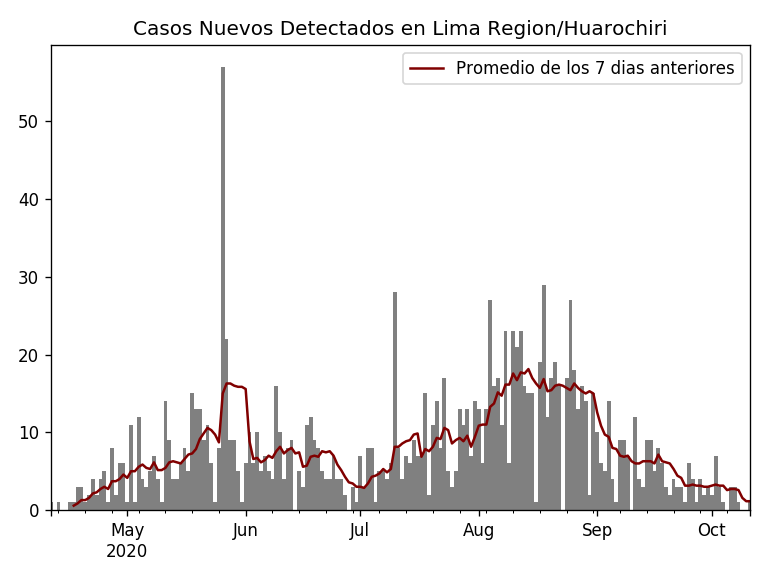 Casos Nuevos Detectados en Lima Region/Huarochiri
Promedio de los 7 dias anteriores
50
40
30
20
10
0
May Jun Jul Aug Sep Oct
2020